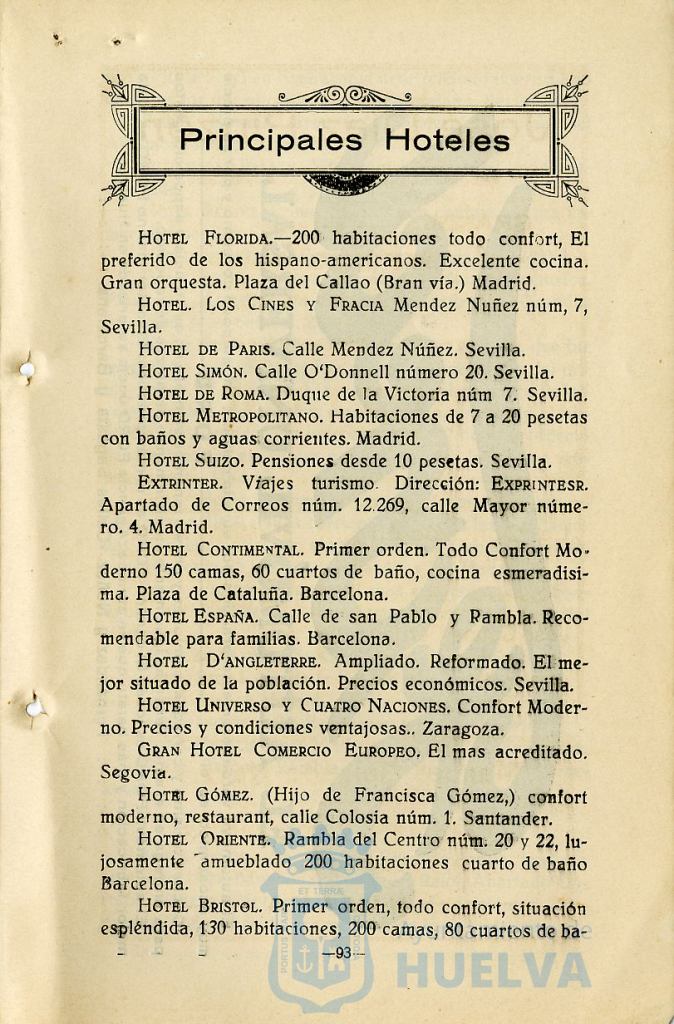 Principales Hoteles
HOTEL FLORIDA.—200 habitaciones todo confort, El
preferido de los hispano-americanos. Excelente cocina.
Gran orquesta. Plaza del Callao (Bran vía.) Madrid.
HOTEL. LOS CINES Y FRACIA Mendez Nuñez núm, 7,
Sevilla.
HOTEL DE PARIS. Calle Mendez Núñez. Sevilla.
HOTEL SIMÓN. Calle O'Donnell número 20. Sevilla.
HOTEL DE ROMA. Duque de la Victoria núm 7. Sevilla.
HOTEL METROPOLITANO. Habitaciones de 7 a 20 pesetas
con baños y aguas corrientes. Madrid.
HOTEL SUIZO. Pensiones desde 10 pesetas. Sevilla.
EXTRINTER. Viajes turismo. Dirección: EXPRINTESR.
Apartado de Correos núm. 12.269, calle Mayor núme-
ro. 4. Madrid.
HOTEL CONTIMENTAL. Primer orden. Todo Confort Mo-
derno 150 camas, 60 cuartos de baño, cocina esmeradisi-
ma. Plaza de Cataluña. Barcelona.
HOTEL ESPAÑA. Calle de san Pablo y Rambla. Reco-
mendable para familias. Barcelona.
HOTEL D'ANGLETERRE. Ampliado. Reformado. El me-
jor situado de la población. Precios económicos. Sevilla.
HOTEL UNIVERSO Y CUATRO NACIONES. Confort Moder-
no. Precios y condiciones ventajosas.. Zaragoza.
GRAN HOTEL COMERCIO EUROPEO. El mas acreditado.
Segovia.
HOTEL GÓMEZ. (Hijo de Francisca Gómez,) confort
moderno, restaurant, calle Colosia núm. 1. Santander.
HOTEL ORIENTE. Rambla del Centro núm. 20 y 22, lu-
josamente amueblado 200 habitaciones cuarto de baño
Barcelona.
HOTEL BRISTOL. Primer orden, todo confort, situación
espléndida, 130 habitaciones, 200 camas, 80 cuartos de ba-
—93—
ET TERRÆ
PORTUS
HUELVA